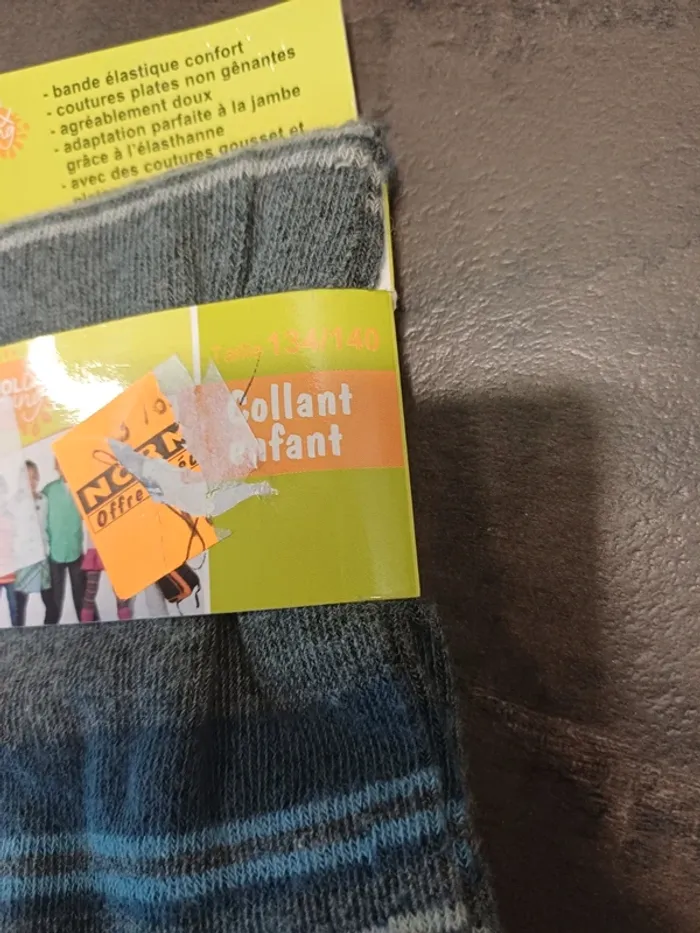 - bande élastique confort
- coutures plates non gênantes
- agréablement doux
- adaptation parfaite à la jambe
grâce à l'élasthanne
- avec des coutures gousset et
Taille 134/140
Collant
enfant
NORM
Offre